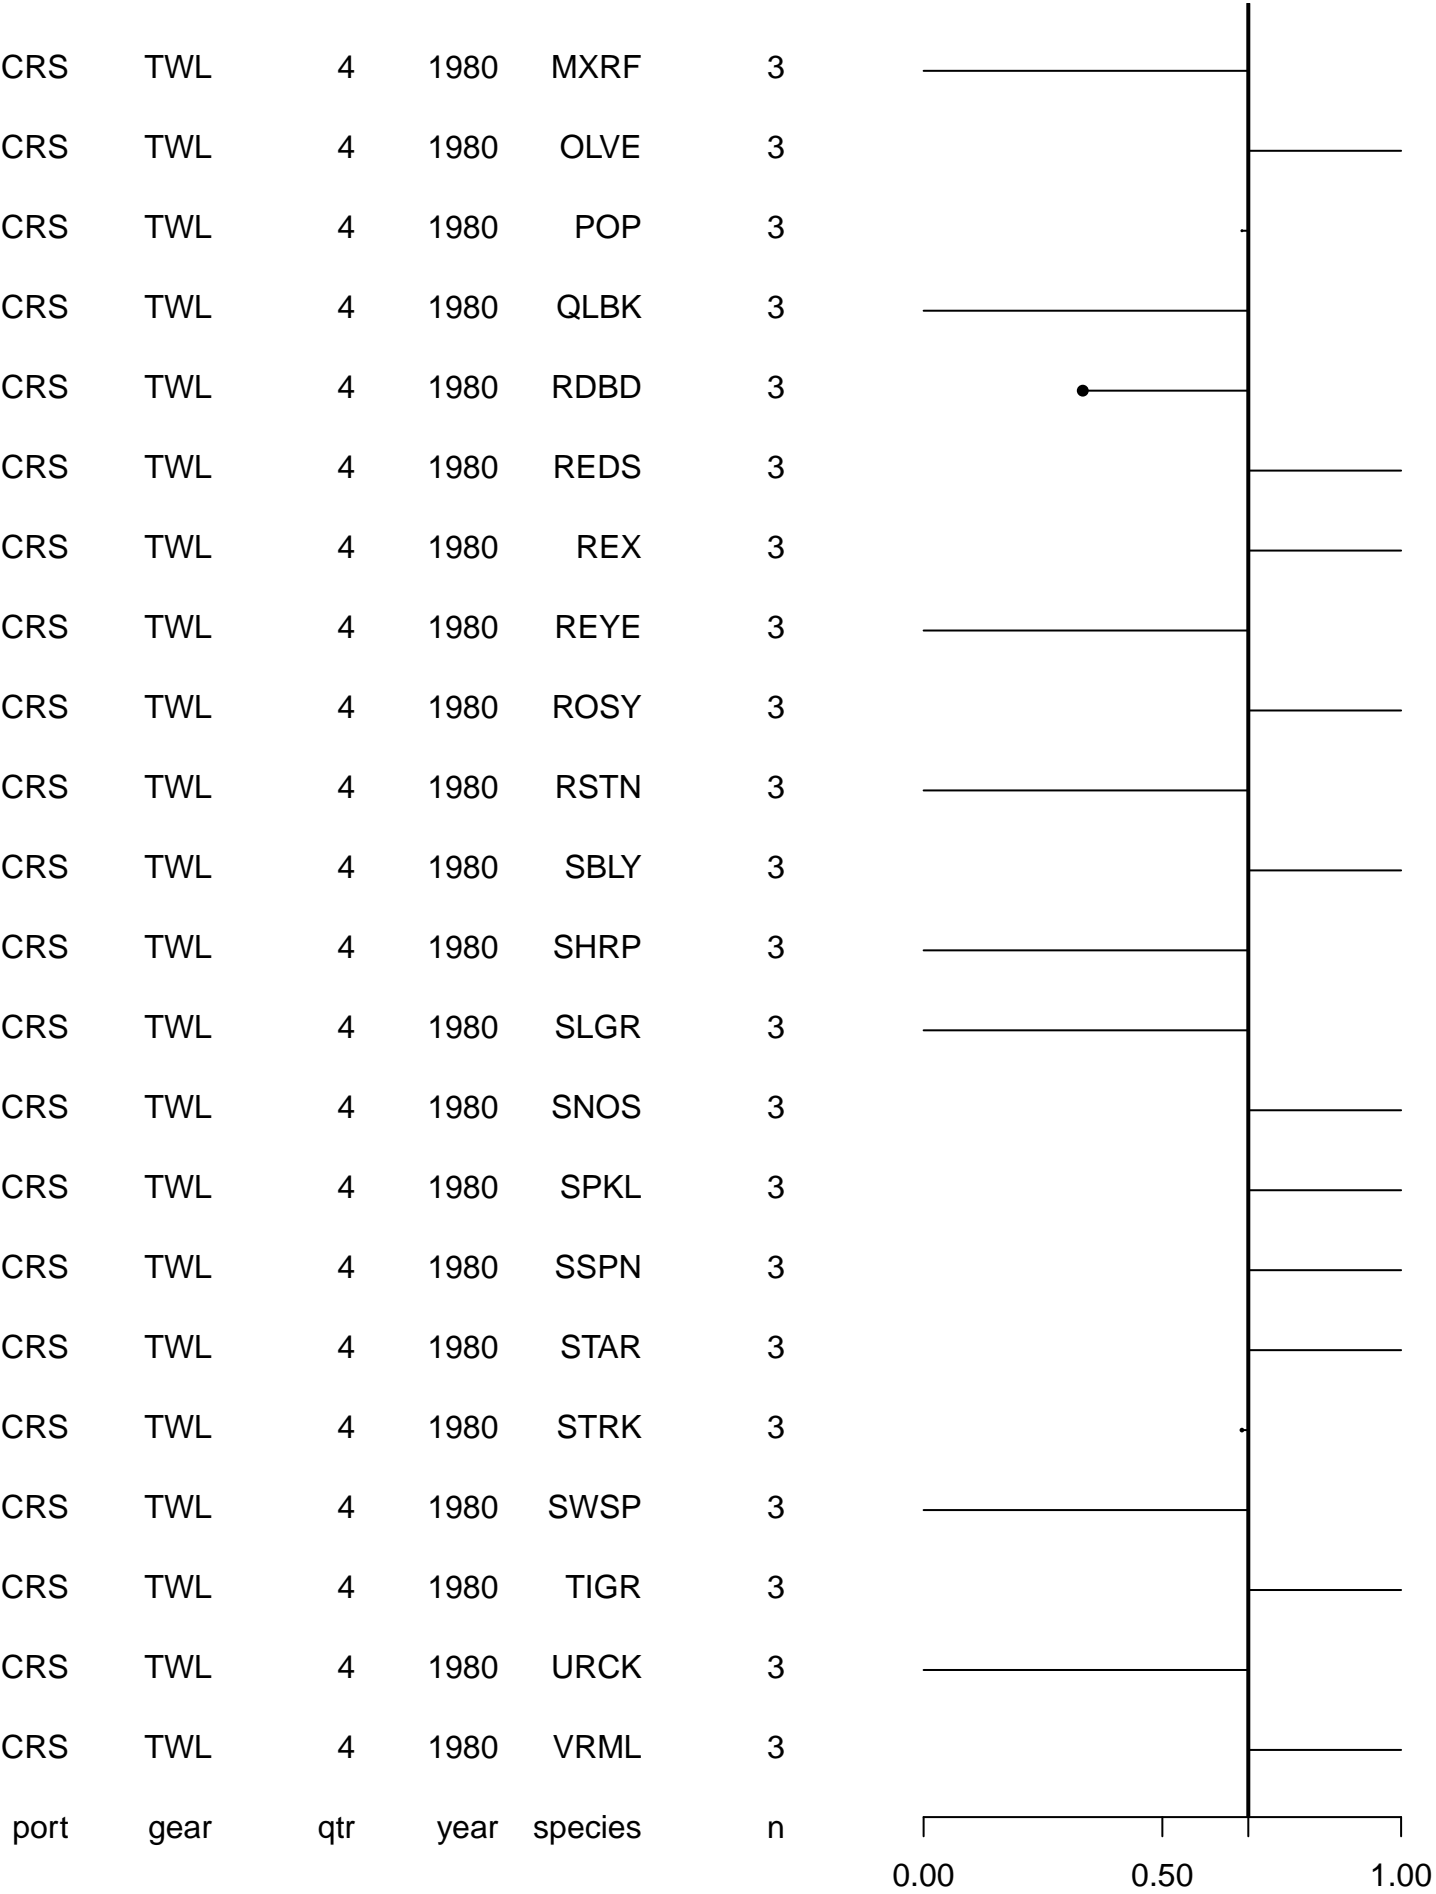 CRS TWL 4 1980 MXRF 3
CRS TWL 4 1980 OLVE 3
CRS TWL 4 1980 POP 3
CRS TWL 4 1980 QLBK 3
CRS TWL 4 1980 RDBD 3
CRS TWL 4 1980 REDS 3
CRS TWL 4 1980 REX 3
CRS TWL 4 1980 REYE 3
CRS TWL 4 1980 ROSY 3
CRS TWL 4 1980 RSTN 3
CRS TWL 4 1980 SBLY 3
CRS TWL 4 1980 SHRP 3
CRS TWL 4 1980 SLGR 3
CRS TWL 4 1980 SNOS 3
CRS TWL 4 1980 SPKL 3
CRS TWL 4 1980 SSPN 3
CRS TWL 4 1980 STAR 3
CRS TWL 4 1980 STRK 3
CRS TWL 4 1980 SWSP 3
CRS TWL 4 1980 TIGR 3
CRS TWL 4 1980 URCK 3
CRS TWL 4 1980 VRML 3
port gear qtr year species n
0.00 0.50 1.00